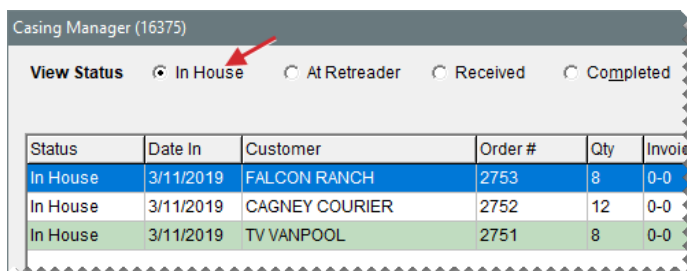 Casing Manager (16375)
View Status In House At Retreader Received Completed
Status Date In Customer Order # Qty
In House 3/11/2019 FALCON RANCH 2753 8 0-0
In House 3/11/2019 CAGNEY COURIER 2752 12 0-0
In House 3/11/2019 TV VANPOOL 2751 8 0-0